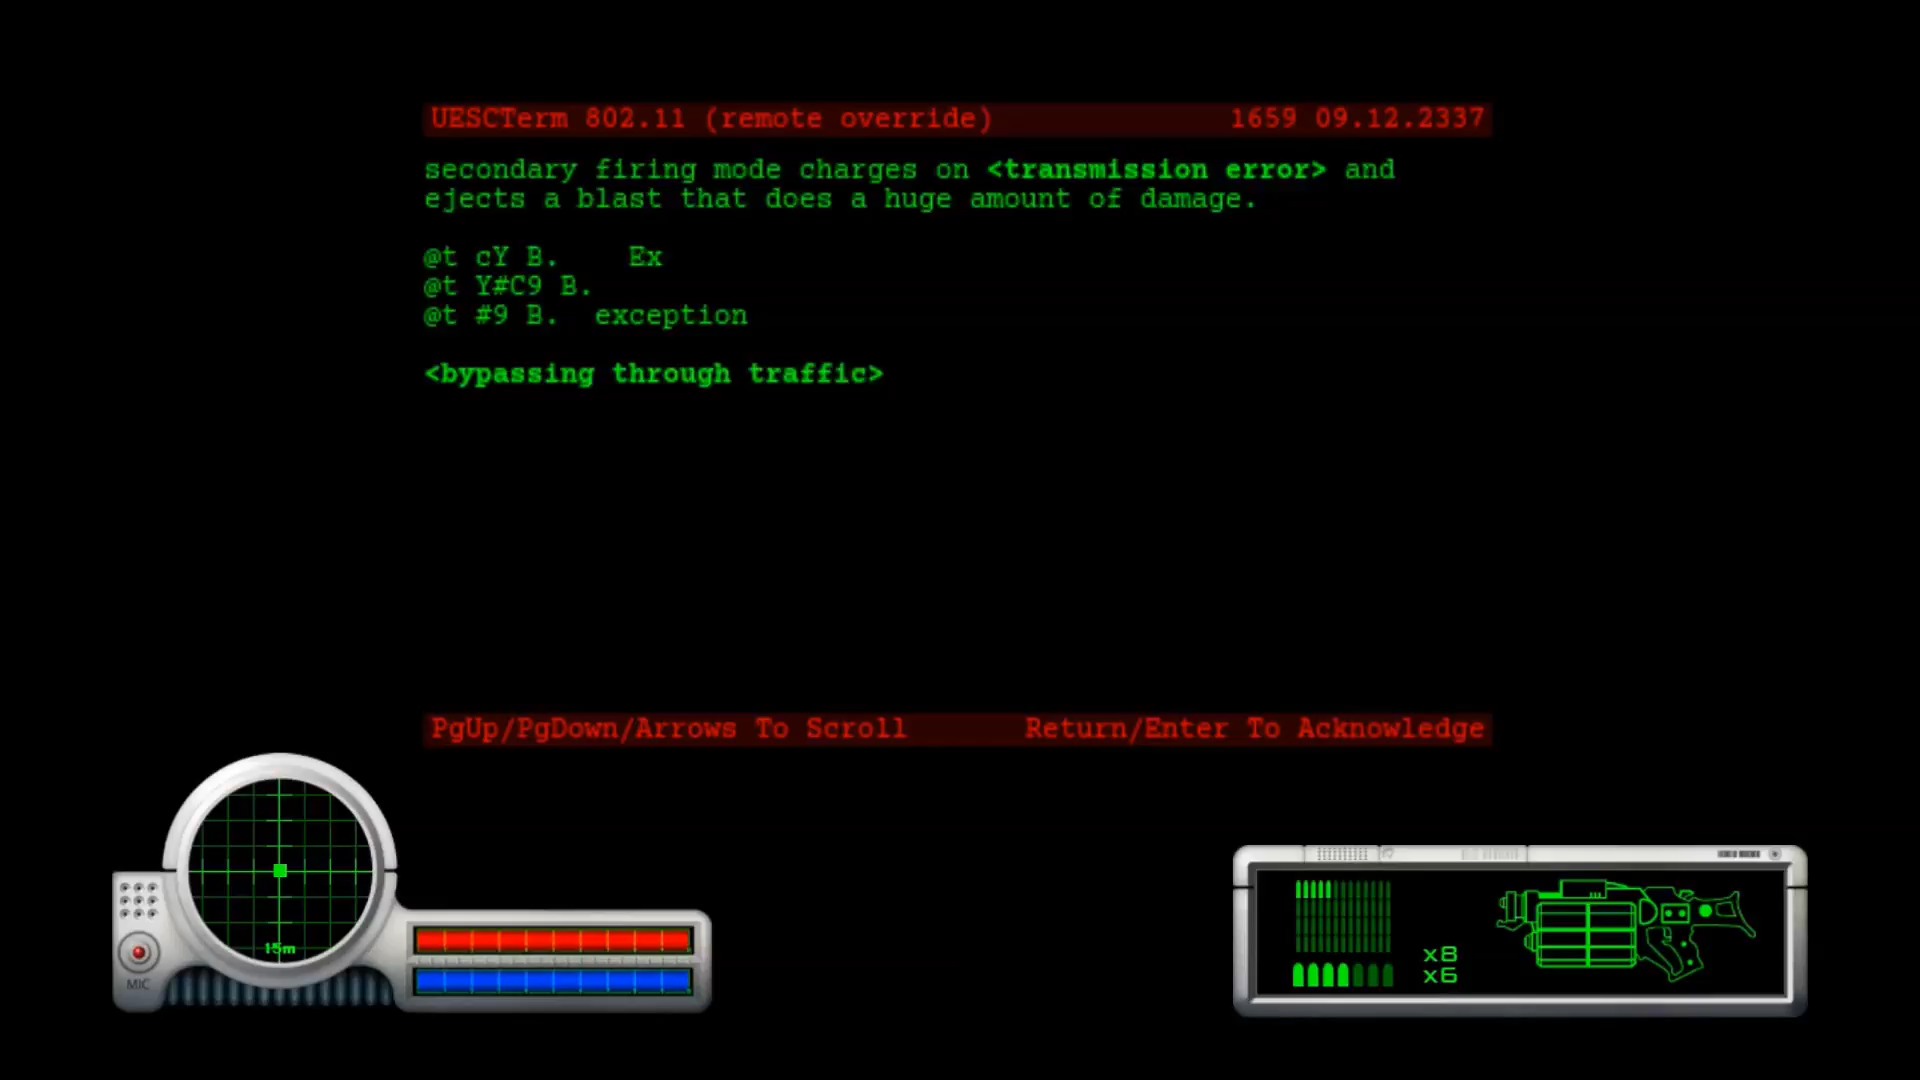 UESCTerm 802.11 (remote override) 1659 09.12.2337
secondary firing mode charges on <transmission error> and
ejects a blast that does a huge amount of damage.
@t cY B. Ex
@t Y#C9 B.
@t #9 B. exception
<bypassing through traffic>
PgUp/PgDown/Arrows To Scroll Return/Enter To Acknowledge
15m
MIC
x8
x6